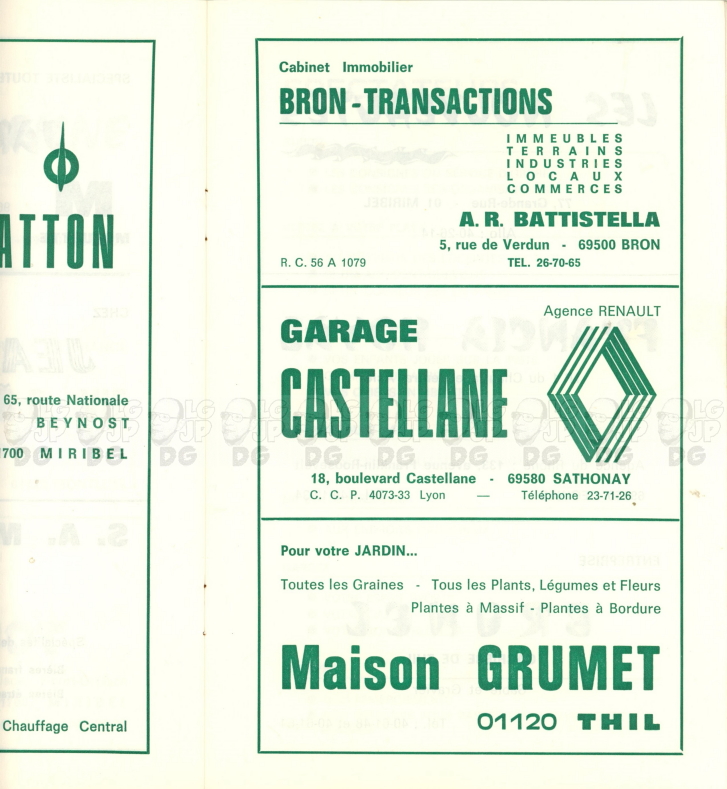 ATTON
65, route Nationale
BEYNOST
MIRIBEL
Chauffage Central
Cabinet Immobilier
BRON-TRANSACTIONS
IMMEUBLES
TERRAINS
INDUSTRIES
LOCAUX
COMMERCES
A. R. BATTISTELLA
5, rue de Verdun - 69500 BRON
R. C. 56 A 1079 TEL. 26-70-65
Agence RENAULT
GARAGE
CASTELLANE
18, boulevard Castellane - 69580 SATHONAY
C. C. P. 4073-33 Lyon — Téléphone 23-71-26
Pour votre JARDIN...
Toutes les Graines - Tous les Plants, Légumes et Fleurs
Plantes à Massif - Plantes à Bordure
Maison GRUMET
01120 THIL